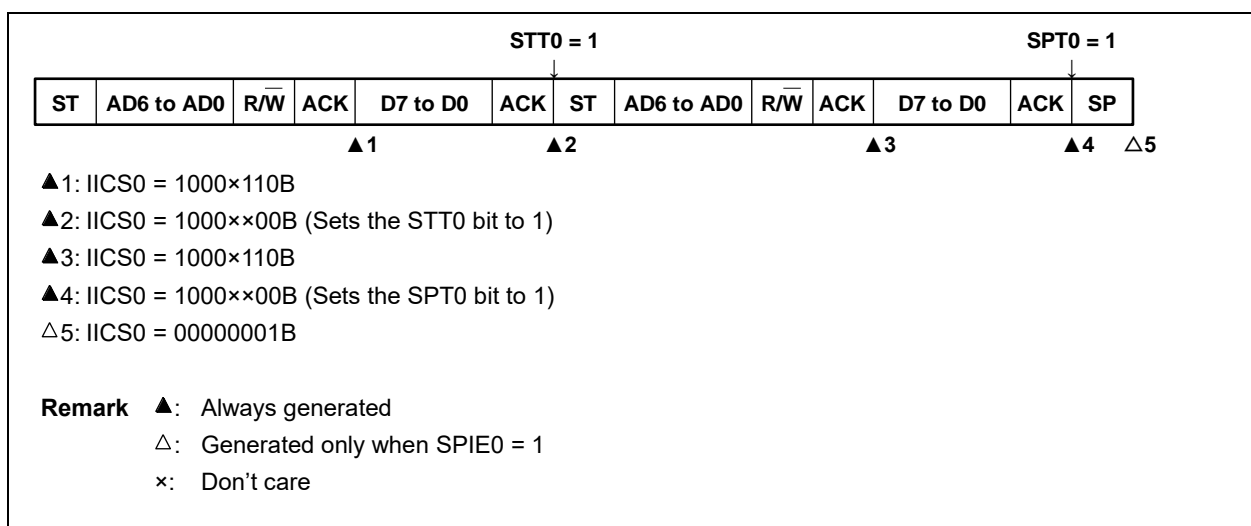 STT0 = 1 SPT0 = 1
↓ ↓
ST AD6 to AD0 R/W̅ ACK D7 to D0 ACK ST AD6 to AD0 R/W̅ ACK D7 to D0 ACK SP
▲1 ▲2 ▲3 ▲4 △5
▲1: IICS0 = 1000×110B
▲2: IICS0 = 1000××00B (Sets the STT0 bit to 1)
▲3: IICS0 = 1000×110B
▲4: IICS0 = 1000××00B (Sets the SPT0 bit to 1)
△5: IICS0 = 00000001B
Remark ▲: Always generated
△: Generated only when SPIE0 = 1
×: Don't care